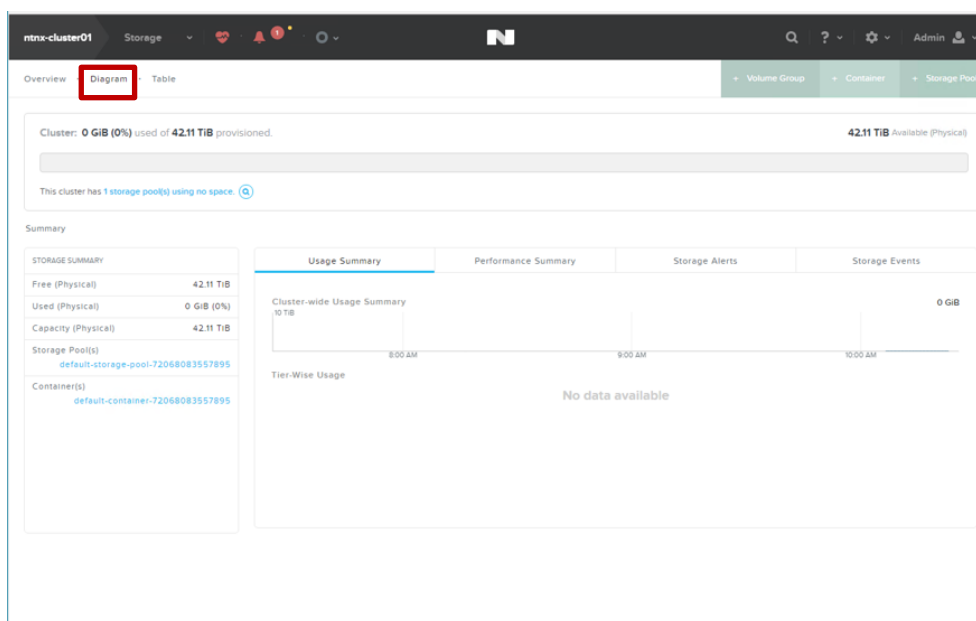 ntnx-cluster01 Storage 1 ? Admin
Overview · Diagram · Table + Volume Group + Container + Storage Poo
Cluster: 0 GiB (0%) used of 42.11 TiB provisioned. 42.11 TiB Available (Physical)
This cluster has 1 storage pool(s) using no space.
Summary
STORAGE SUMMARY
Free (Physical) 42.11 TiB
Used (Physical) 0 GiB (0%)
Capacity (Physical) 42.11 TiB
Storage Pool(s)
default-storage-pool-72068083557895
Container(s)
default-container-72068083557895
Usage Summary Performance Summary Storage Alerts Storage Events
Cluster-wide Usage Summary 0 GiB
10 TiB
8:00 AM 9:00 AM 10:00 AM
Tier-Wise Usage
No data available